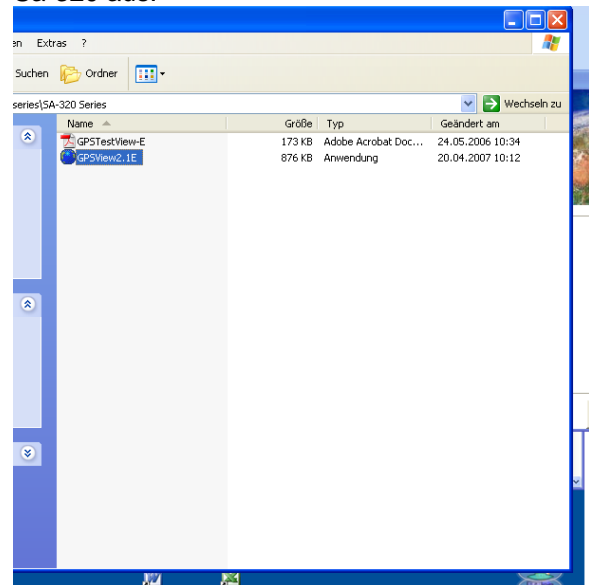 en Extras ?
Suchen Ordner
series\SA-320 Series Wechseln zu
Name Größe Typ Geändert am
GPSTestView-E 173 KB Adobe Acrobat Doc... 24.05.2006 10:34
GPSView2.1E 876 KB Anwendung 20.04.2007 10:12